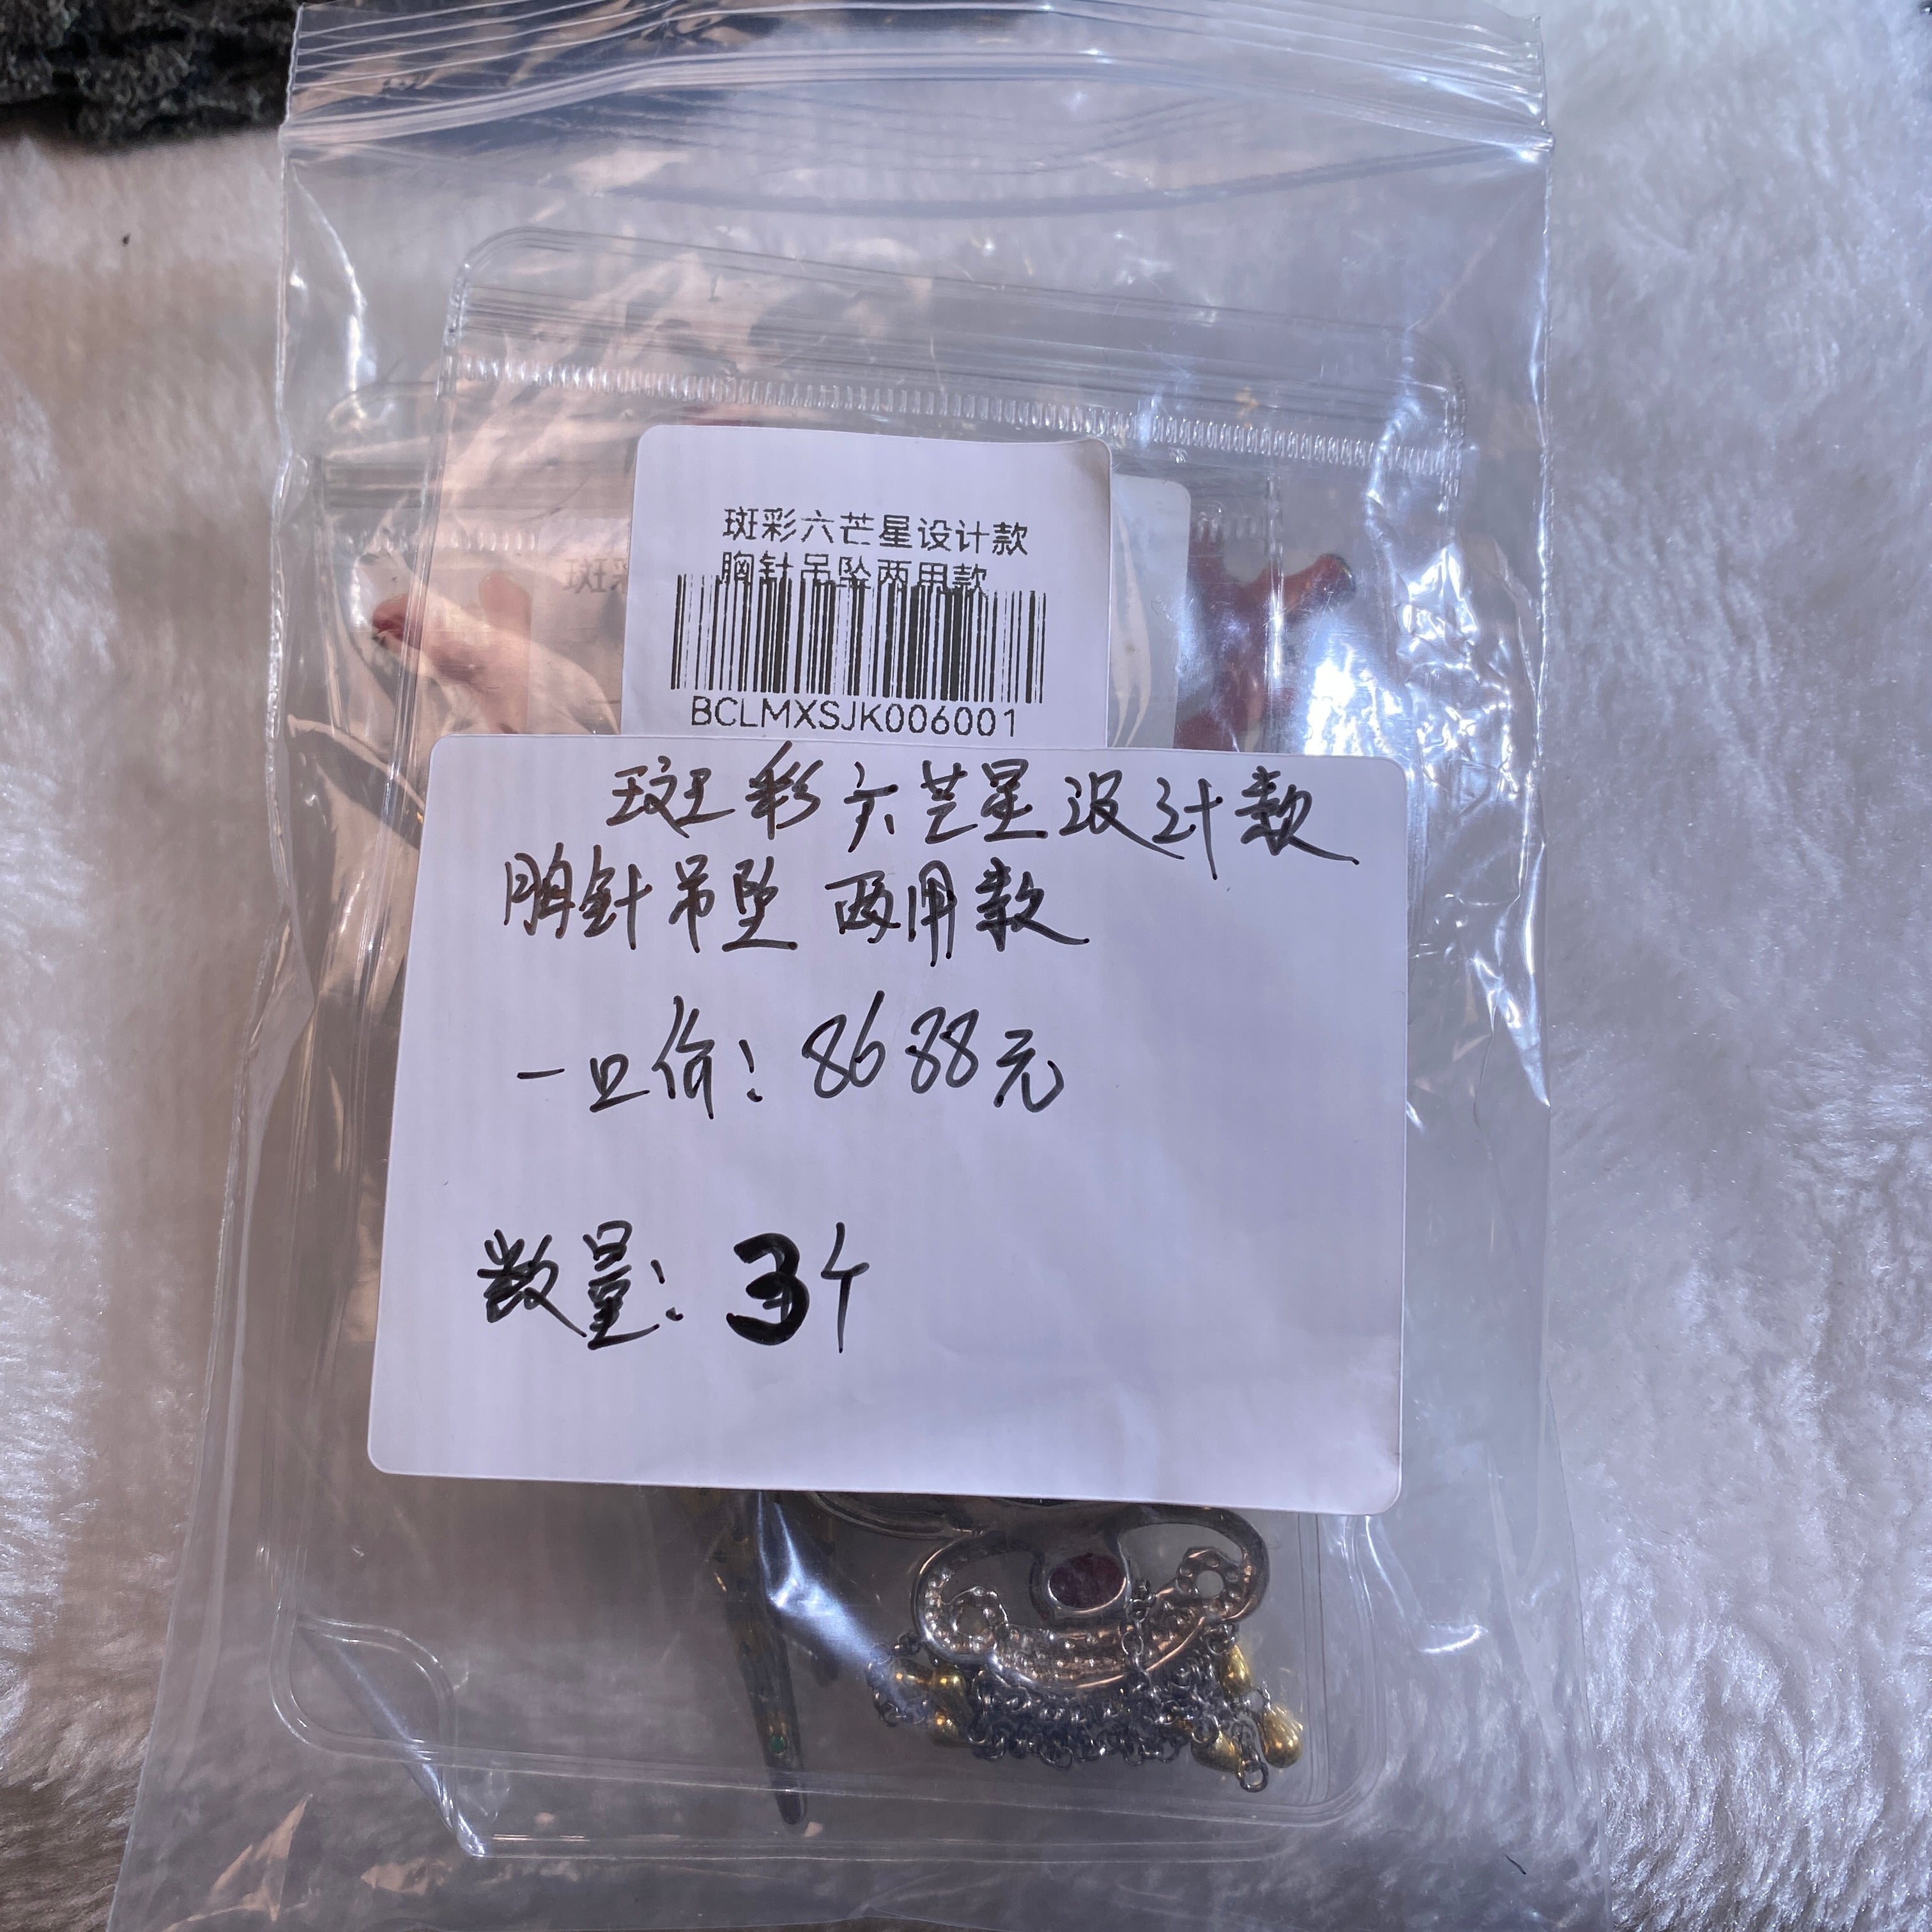 斑彩六芒星设计款
胸针吊坠两用款
BCLMXSJK006001
斑彩六芒星设计款
胸针吊坠 两用款
一口价：8688元
数量：3个